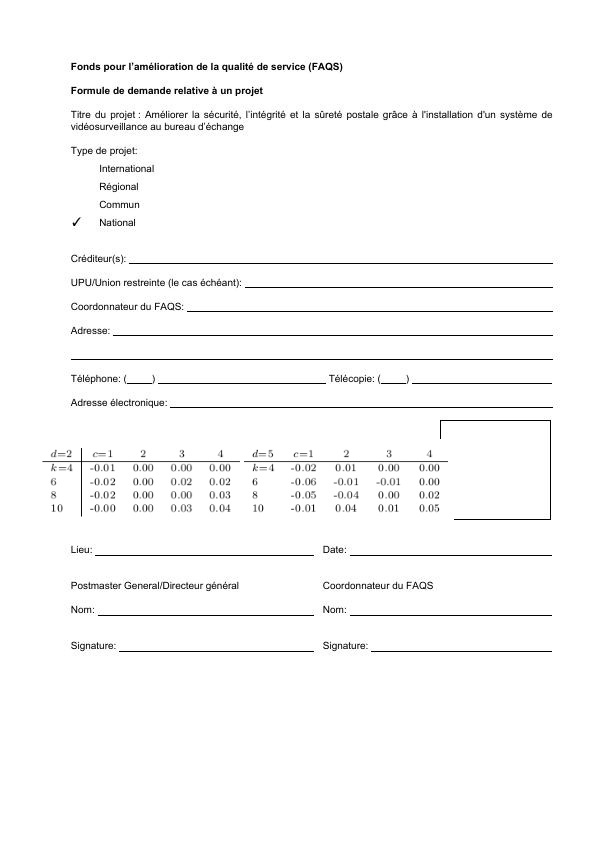 Fonds pour l’amélioration de la qualité de service (FAQS)
Formule de demande relative à un projet
Titre du projet : Améliorer la sécurité, l’intégrité et la sûreté postale grâce à l'installation d'un système de
vidéosurveillance au bureau d’échange
Type de projet:
International
Régional
Commun
✓ National
Créditeur(s):
UPU/Union restreinte (le cas échéant):
Coordonnateur du FAQS:
Adresse:
Téléphone: (____) Télécopie: (____)
Adresse électronique:
d=2 c=1 2 3 4 d=5 c=1 2 3 4
k=4 -0.01 0.00 0.00 0.00 k=4 -0.02 0.01 0.00 0.00
6 -0.02 0.00 0.02 0.02 6 -0.06 -0.01 -0.01 0.00
8 -0.02 0.00 0.00 0.03 8 -0.05 -0.04 0.00 0.02
10 -0.00 0.00 0.03 0.04 10 -0.01 0.04 0.01 0.05
Lieu: Date:
Postmaster General/Directeur général Coordonnateur du FAQS
Nom: Nom:
Signature: Signature: